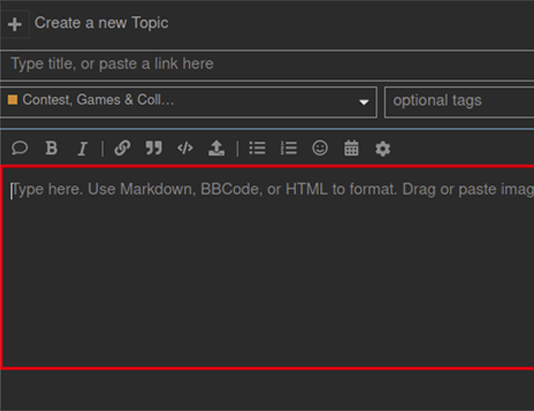 Create a new Topic
Type title, or paste a link here
Contest, Games & Coll...
optional tags
B I
Type here. Use Markdown, BBCode, or HTML to format. Drag or paste imag